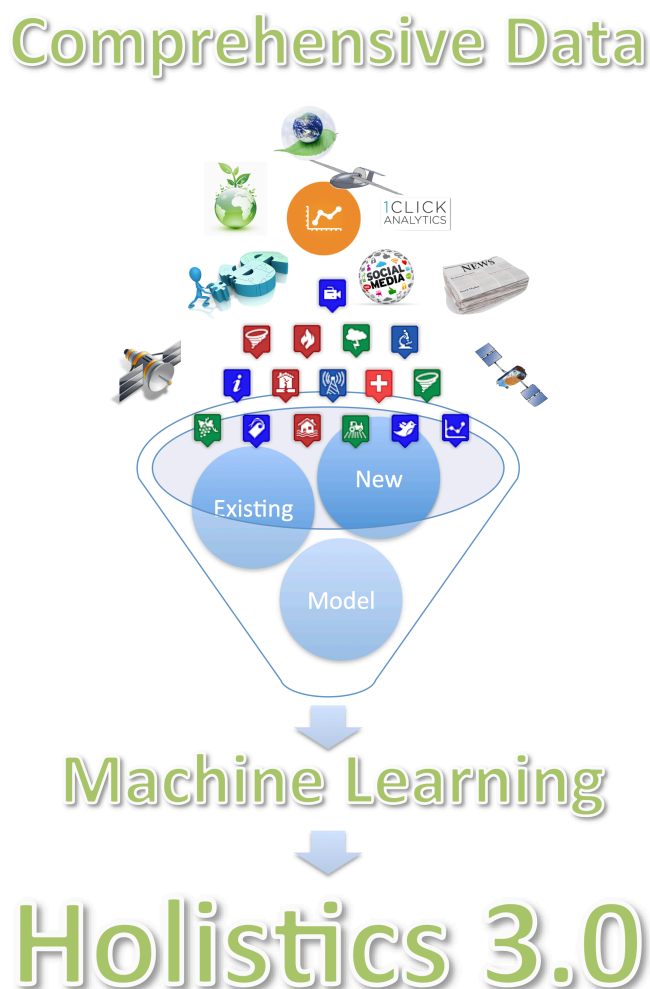 Comprehensive Data
1CLICK
ANALYTICS
SOCIAL
MEDIA
NEWS
i
New
Existing
Model
Machine Learning
Holistics 3.0